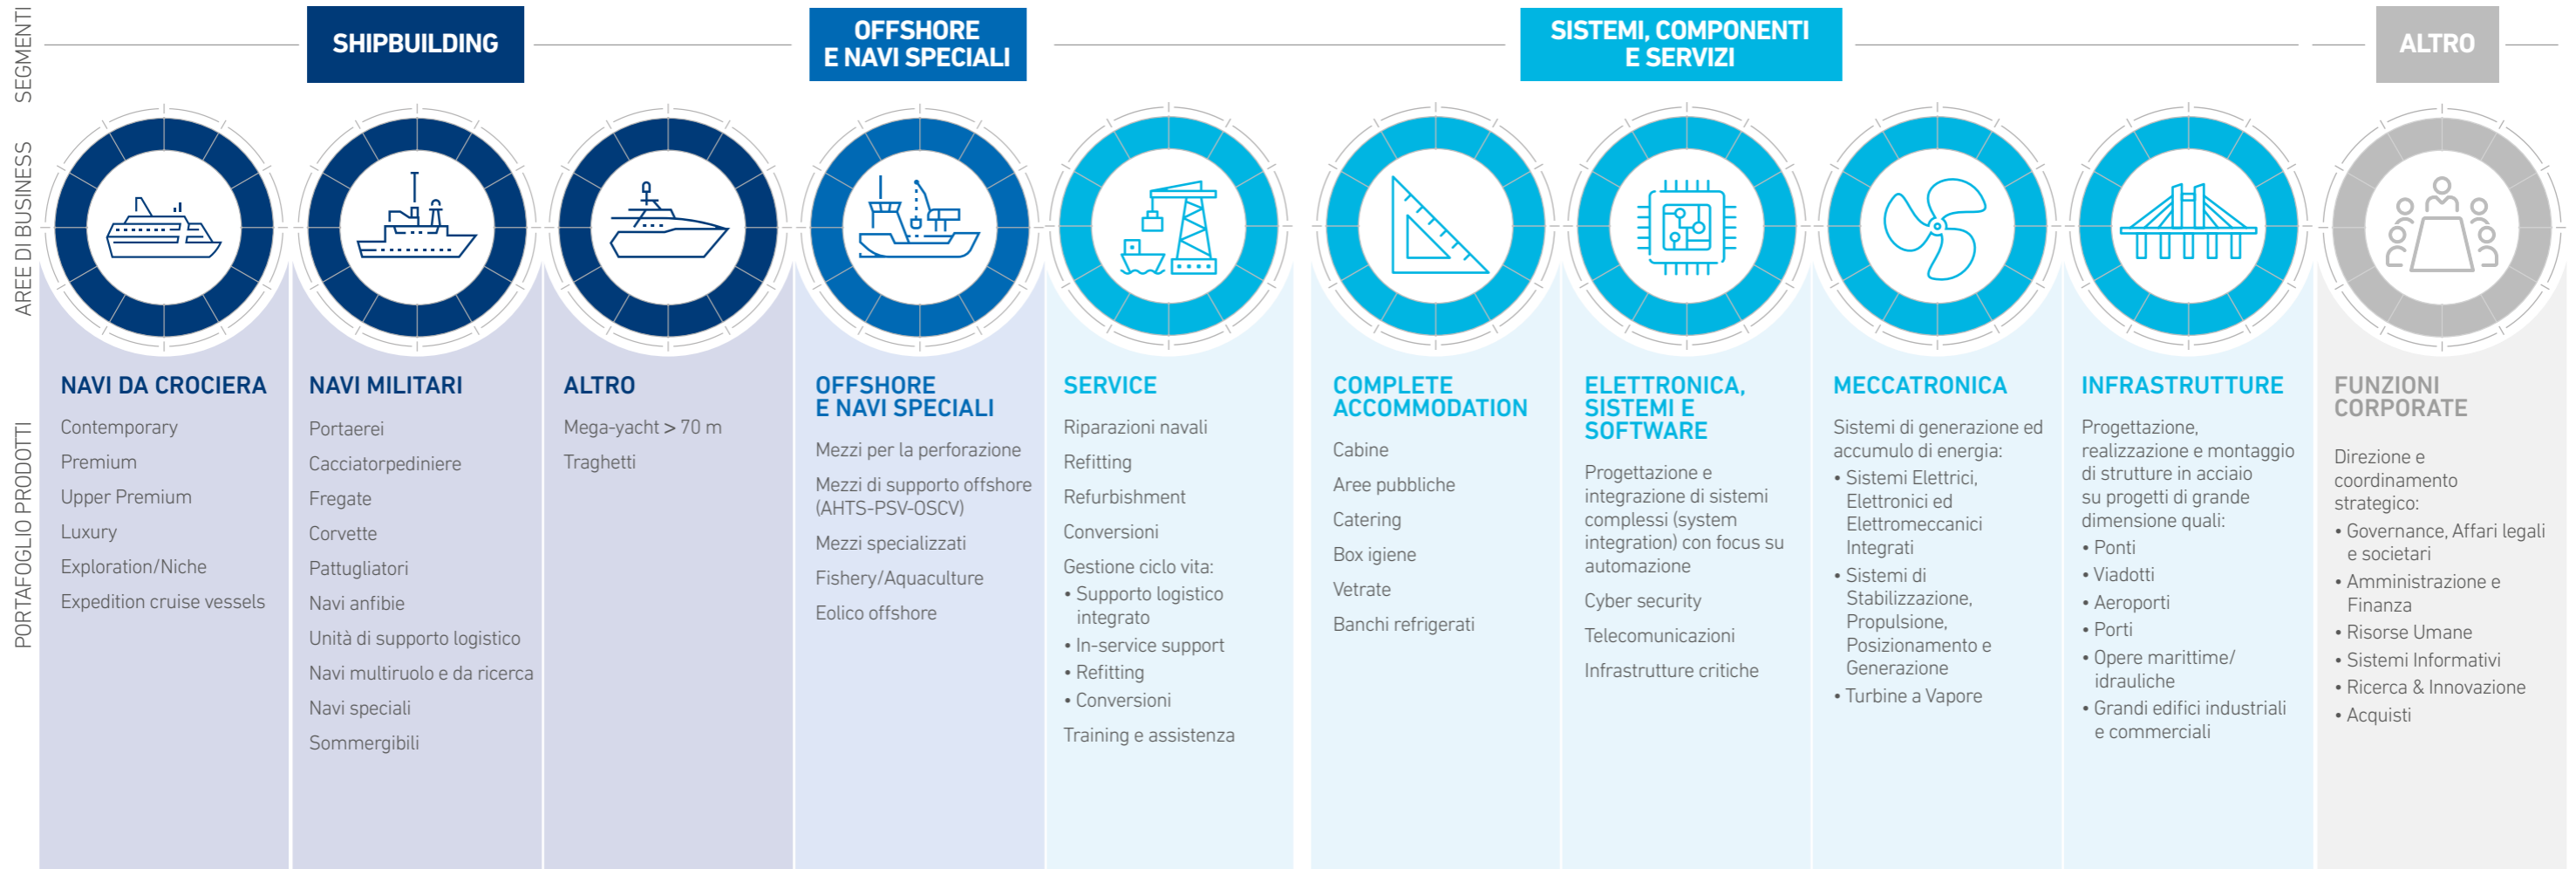 SEGMENTI
SHIPBUILDING
OFFSHORE
E NAVI SPECIALI
SISTEMI, COMPONENTI
E SERVIZI
ALTRO
AREE DI BUSINESS
PORTAFOGLIO PRODOTTI
NAVI DA CROCIERA
Contemporary
Premium
Upper Premium
Luxury
Exploration/Niche
Expedition cruise vessels
NAVI MILITARI
Portaerei
Cacciatorpediniere
Fregate
Corvette
Pattugliatori
Navi anfibie
Unità di supporto logistico
Navi multiruolo e da ricerca
Navi speciali
Sommergibili
ALTRO
Mega-yacht > 70 m
Traghetti
OFFSHORE
E NAVI SPECIALI
Mezzi per la perforazione
Mezzi di supporto offshore
(AHTS-PSV-OSCV)
Mezzi specializzati
Fishery/Aquaculture
Eolico offshore
SERVICE
Riparazioni navali
Refitting
Refurbishment
Conversioni
Gestione ciclo vita:
• Supporto logistico
integrato
• In-service support
• Refitting
• Conversioni
Training e assistenza
COMPLETE
ACCOMMODATION
Cabine
Aree pubbliche
Catering
Box igiene
Vetrate
Banchi refrigerati
ELETTRONICA,
SISTEMI E
SOFTWARE
Progettazione e
integrazione di sistemi
complessi (system
integration) con focus su
automazione
Cyber security
Telecomunicazioni
Infrastrutture critiche
MECCATRONICA
Sistemi di generazione ed
accumulo di energia:
• Sistemi Elettrici,
Elettronici ed
Elettromeccanici
Integrati
• Sistemi di
Stabilizzazione,
Propulsione,
Posizionamento e
Generazione
• Turbine a Vapore
INFRASTRUTTURE
Progettazione,
realizzazione e montaggio
di strutture in acciaio
su progetti di grande
dimensione quali:
• Ponti
• Viadotti
• Aeroporti
• Porti
• Opere marittime/
idrauliche
• Grandi edifici industriali
e commerciali
FUNZIONI
CORPORATE
Direzione e
coordinamento
strategico:
• Governance, Affari legali
e societari
• Amministrazione e
Finanza
• Risorse Umane
• Sistemi Informativi
• Ricerca & Innovazione
• Acquisti